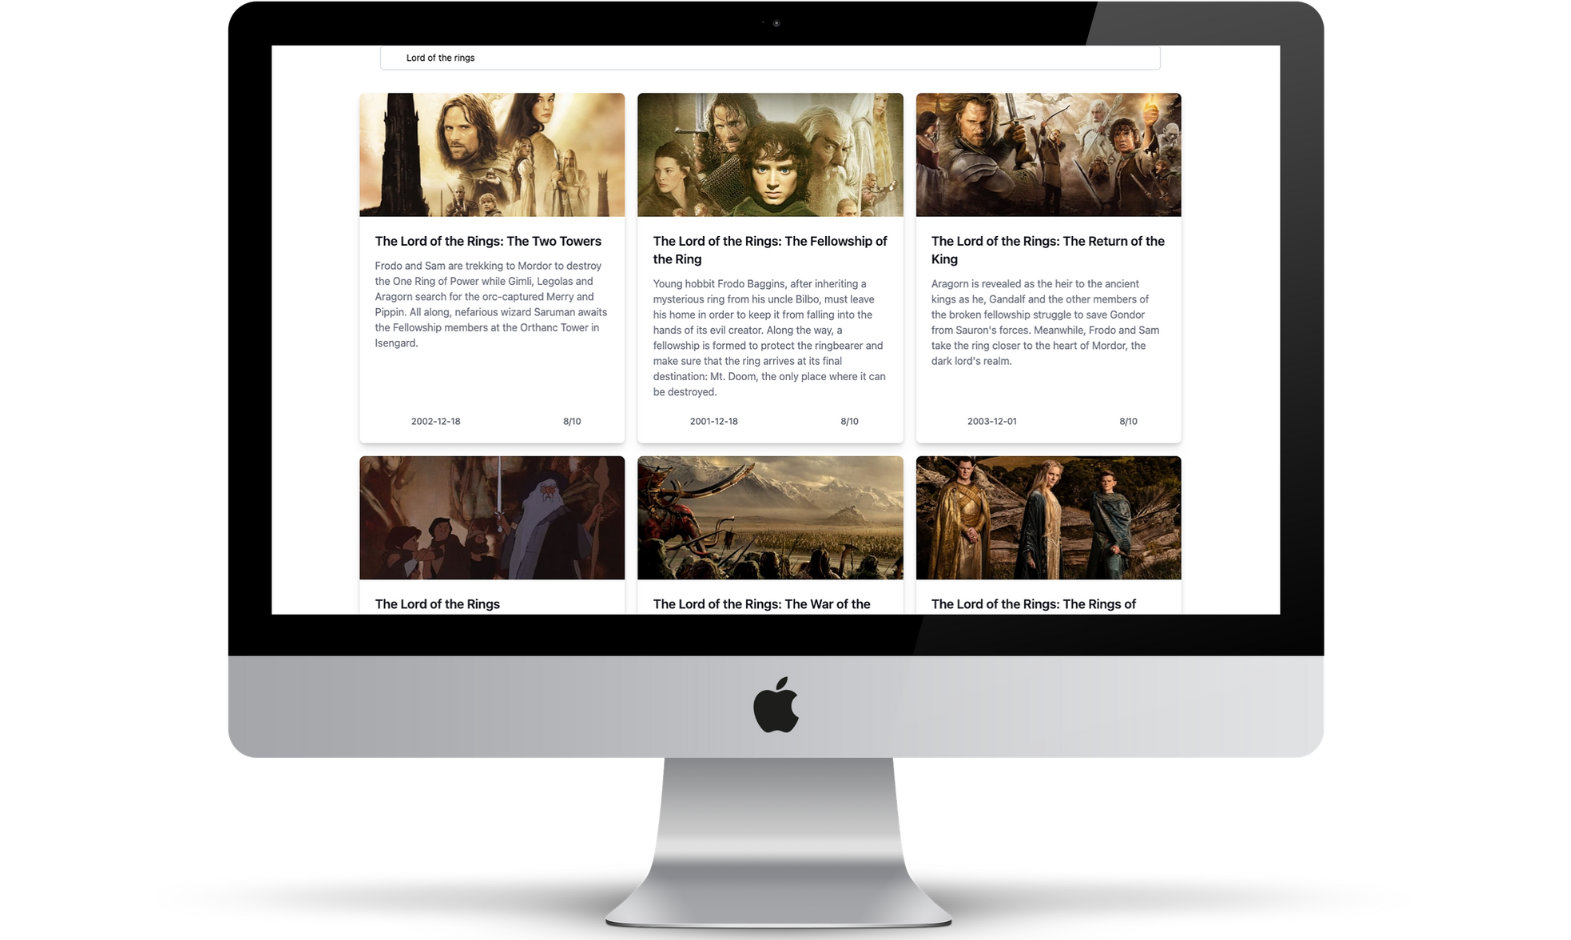 Lord of the rings
The Lord of the Rings: The Two Towers
Frodo and Sam are trekking to Mordor to destroy
the One Ring of Power while Gimli, Legolas and
Aragorn search for the orc-captured Merry and
Pippin. All along, nefarious wizard Saruman awaits
the Fellowship members at the Orthanc Tower in
Isengard.
2002-12-18
8/10
The Lord of the Rings: The Fellowship of
the Ring
Young hobbit Frodo Baggins, after inheriting a
mysterious ring from his uncle Bilbo, must leave
his home in order to keep it from falling into the
hands of its evil creator. Along the way, a
fellowship is formed to protect the ringbearer and
make sure that the ring arrives at its final
destination: Mt. Doom, the only place where it can
be destroyed.
2001-12-18
8/10
The Lord of the Rings: The Return of the
King
Aragorn is revealed as the heir to the ancient
kings as he, Gandalf and the other members of
the broken fellowship struggle to save Gondor
from Sauron's forces. Meanwhile, Frodo and Sam
take the ring closer to the heart of Mordor, the
dark lord's realm.
2003-12-01
8/10
The Lord of the Rings
The Lord of the Rings: The War of the
The Lord of the Rings: The Rings of